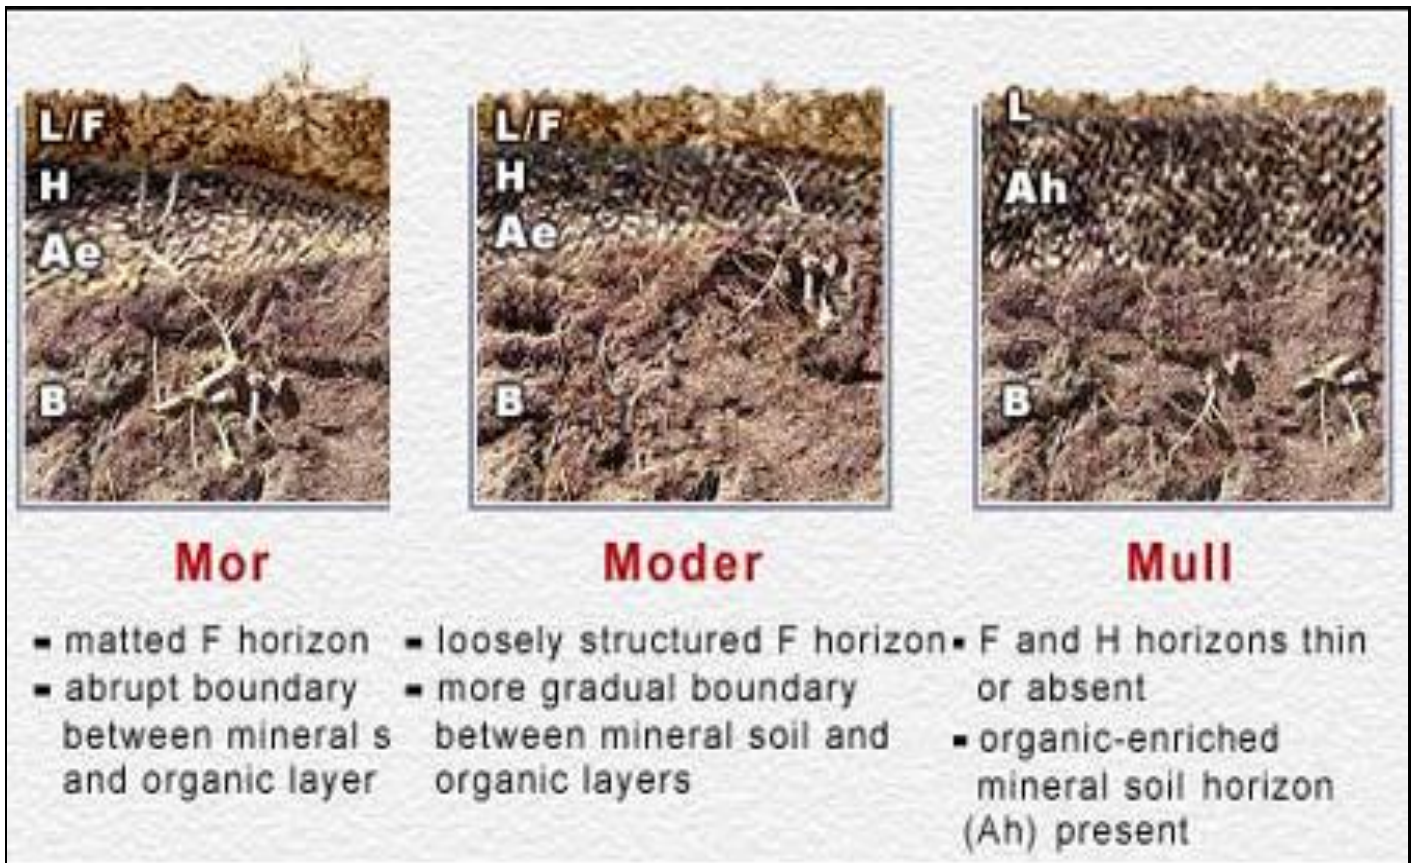 L/F
H
Ae
B
L/F
H
Ae
B
L
Ah
B
Mor
- matted F horizon
- abrupt boundary
between mineral s
and organic layer
Moder
- loosely structured F horizon
- more gradual boundary
between mineral soil and
organic layers
Mull
- F and H horizons thin
or absent
- organic-enriched
mineral soil horizon
(Ah) present